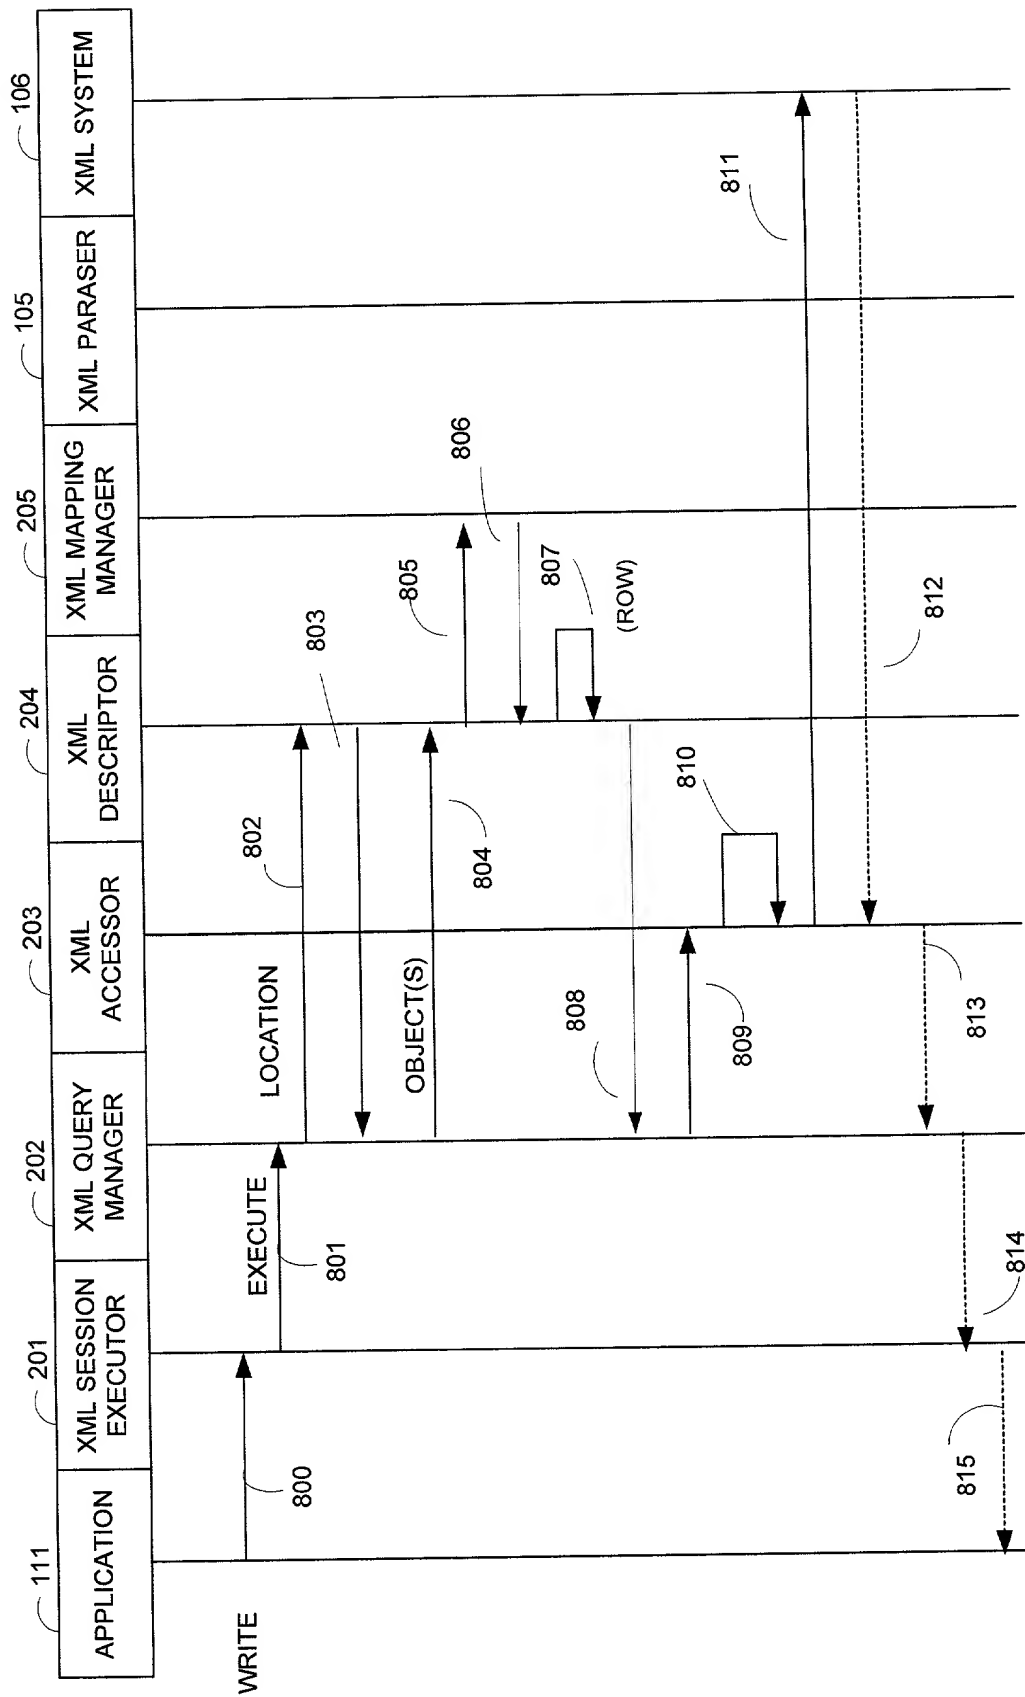 111
201
202
203
204
205
105
106
APPLICATION
XML SESSION
EXECUTOR
XML QUERY
MANAGER
XML
ACCESSOR
XML
DESCRIPTOR
XML MAPPING
MANAGER
XML PARASER
XML SYSTEM
WRITE
800
EXECUTE
801
LOCATION
802
803
OBJECT(S)
804
805
806
807
(ROW)
808
809
810
811
812
813
814
815